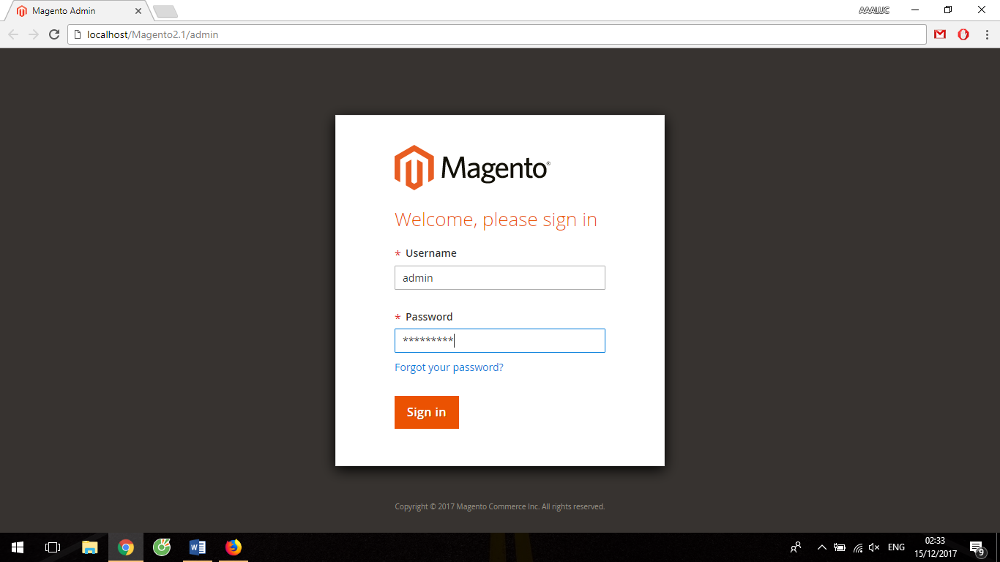 Magento Admin
AAALUC
localhost/Magento2.1/admin
Magento®
Welcome, please sign in
* Username
admin
* Password
*********
Forgot your password?
Sign in
Copyright © 2017 Magento Commerce Inc. All rights reserved.
ENG
02:33
15/12/2017
9